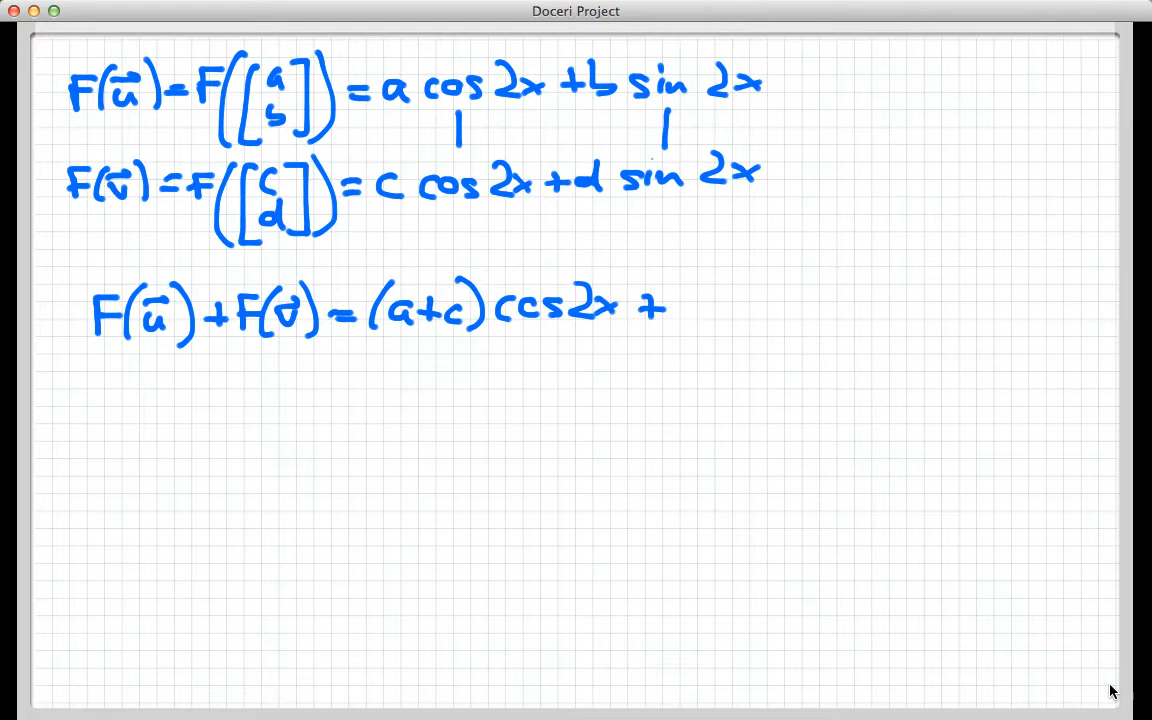 Doceri Project
F(u⃗) = F([a b]) = a cos 2x + b sin 2x
F(v⃗) = F([c d]) = c cos 2x + d sin 2x
F(u⃗) + F(v⃗) = (a+c) cos 2x +